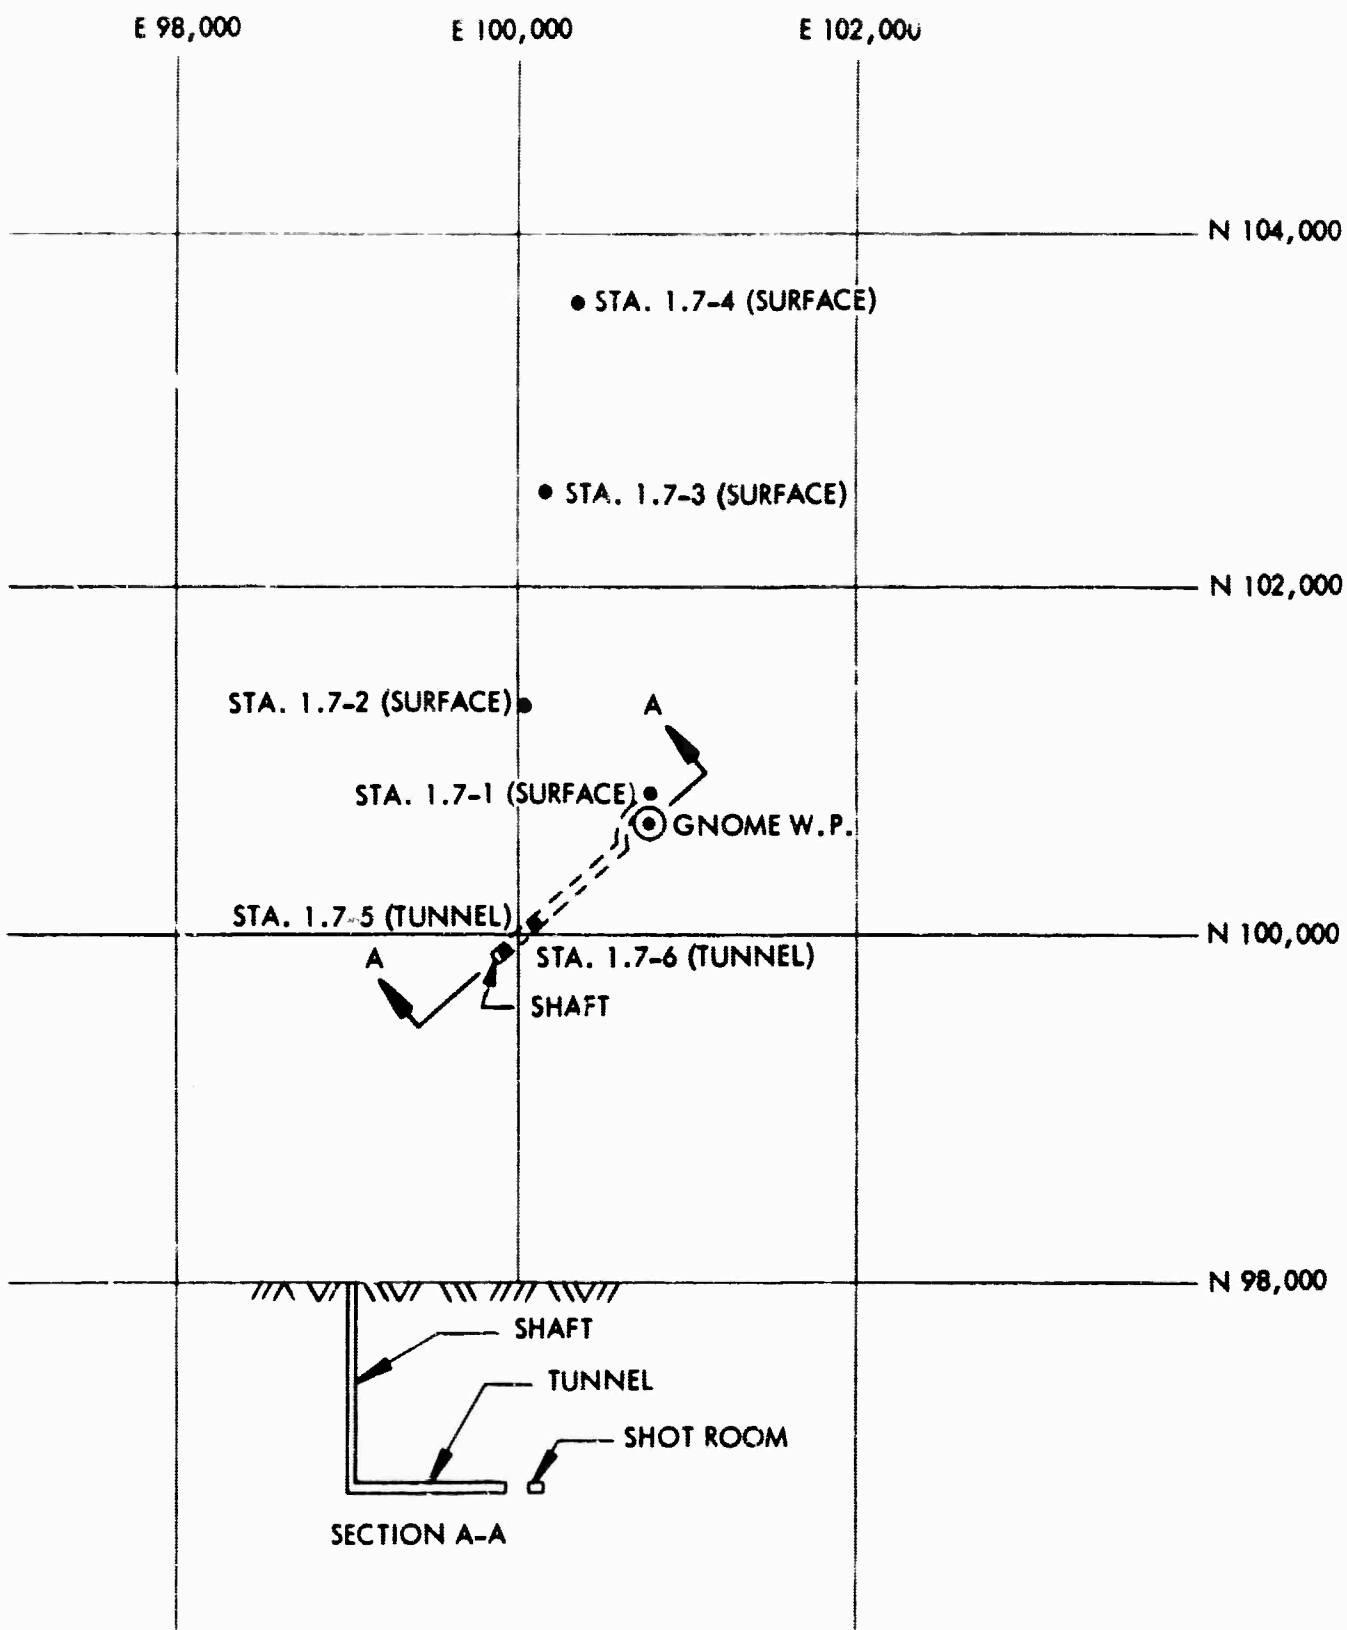 E 98,000 E 100,000 E 102,000
N 104,000
STA. 1.7-4 (SURFACE)
STA. 1.7-3 (SURFACE)
N 102,000
STA. 1.7-2 (SURFACE)
A
STA. 1.7-1 (SURFACE)
GNOME W.P.
STA. 1.7-5 (TUNNEL)
N 100,000
A
STA. 1.7-6 (TUNNEL)
SHAFT
N 98,000
SHAFT
TUNNEL
SHOT ROOM
SECTION A-A